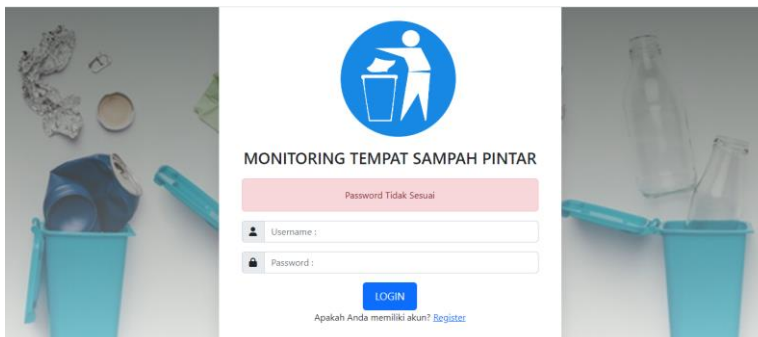 MONITORING TEMPAT SAMPAH PINTAR
Password Tidak Sesuai
Username :
Password :
LOGIN
Apakah Anda memiliki akun? Register